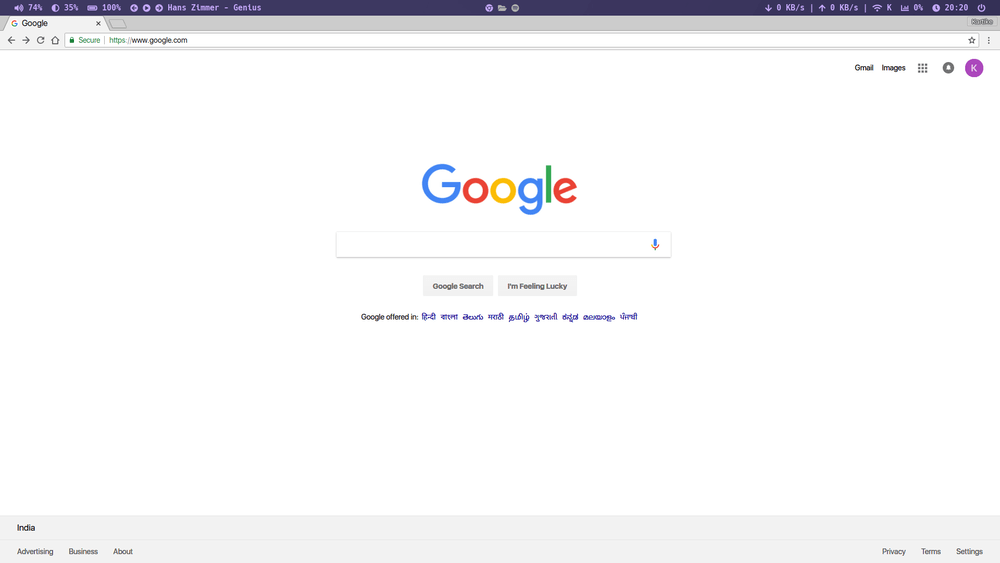 74% 35% 100% Hans Zimmer - Genius 0 KB/s | 0 KB/s | K 0% 20:20
Google Kartike
Secure https://www.google.com
Gmail Images K
Google
Google Search I'm Feeling Lucky
Google offered in: हिन्दी বাংলা తెలుగు मराठी தமிழ் ગુજરાતી ಕನ್ನಡ മലയാളം ਪੰਜਾਬੀ
India
Advertising Business About Privacy Terms Settings